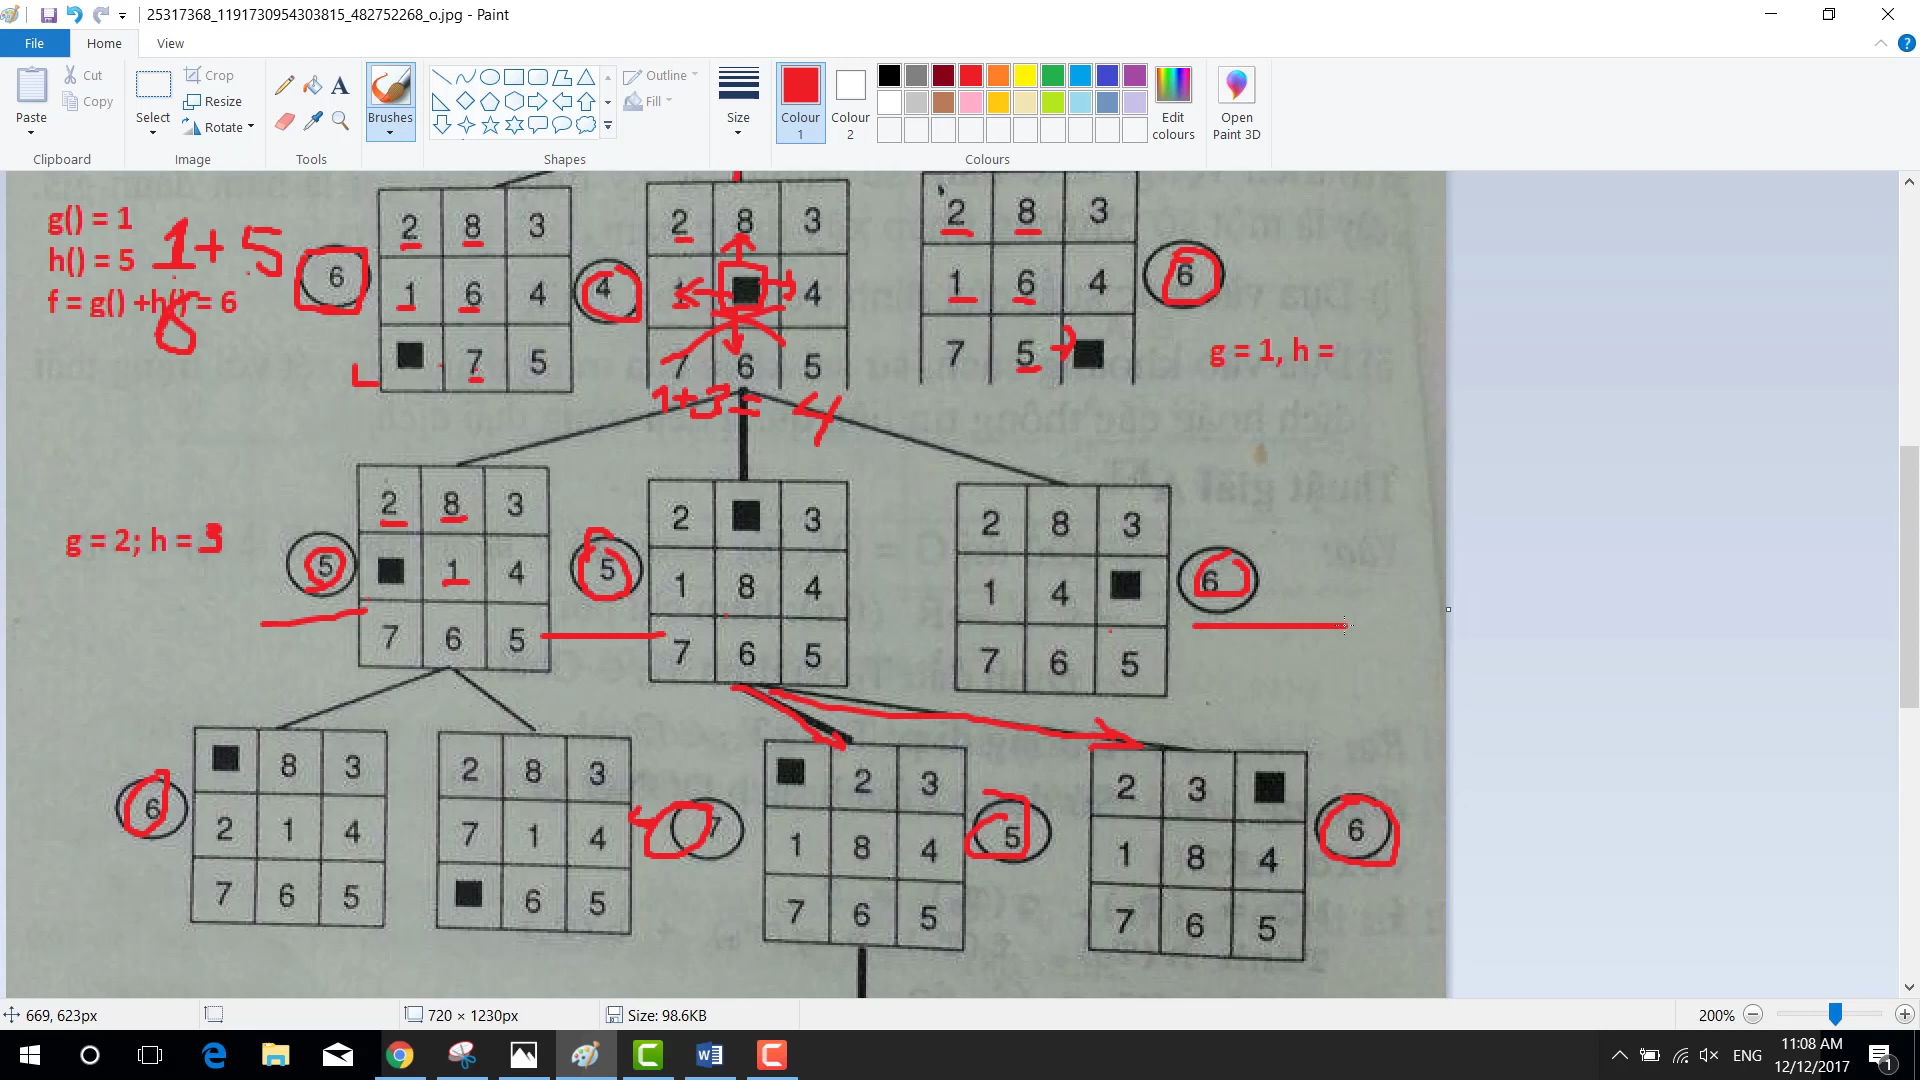 25317368_1191730954303815_482752268_o.jpg - Paint
File Home View
Paste Cut Copy Select Crop Resize Rotate A Brushes Outline Fill Size Colour 1 Colour 2 Edit colours Open Paint 3D
Clipboard Image Tools Shapes Colours
g() = 1
h() = 5
f = g() +h() = 6
1+5
6
2 8 3
1 6 4
7 5
4
2 8 3
1 4
7 6 5
2 8 3
1 6 4
7 5
6
g = 1, h =
1+3= 4
g = 2; h = 3
5
2 8 3
1 4
7 6 5
5
2 3
1 8 4
7 6 5
2 8 3
1 4
7 6 5
6
6
8 3
2 1 4
7 6 5
2 8 3
7 1 4
6 5
7
2 3
1 8 4
7 6 5
5
2 3
1 8 4
7 6 5
6
669, 623px 720 × 1230px Size: 98.6KB 200%
ENG 11:08 AM
12/12/2017 1